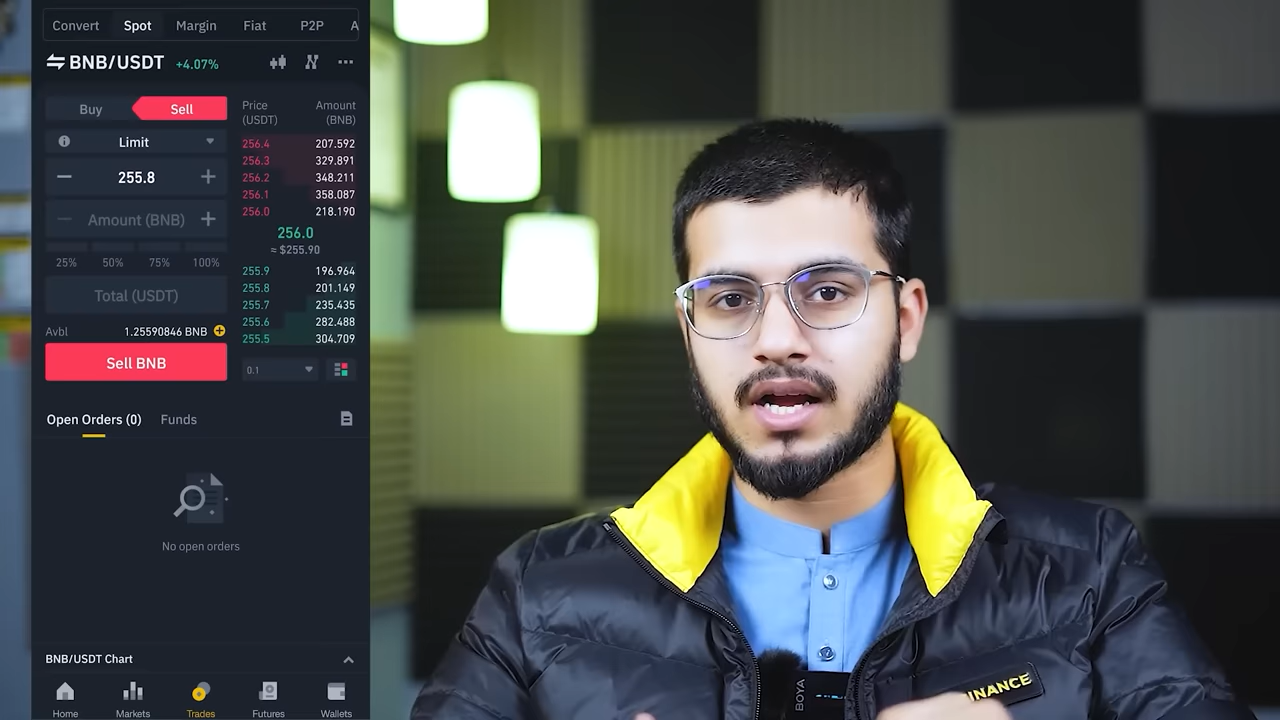 Convert Spot Margin Fiat P2P A
BNB/USDT +4.07%
Buy Sell
Price (USDT) Amount (BNB)
Limit
255.8
Amount (BNB)
25% 50% 75% 100%
Total (USDT)
Avbl 1.25590846 BNB
Sell BNB
256.4 207.592
256.3 329.891
256.2 348.211
256.1 358.087
256.0 218.190
256.0
≈ $255.90
255.9 196.964
255.8 201.149
255.7 235.435
255.6 282.488
255.5 304.709
0.1
Open Orders (0) Funds
No open orders
BNB/USDT Chart
Home Markets Trades Futures Wallets
BOYA
INANCE